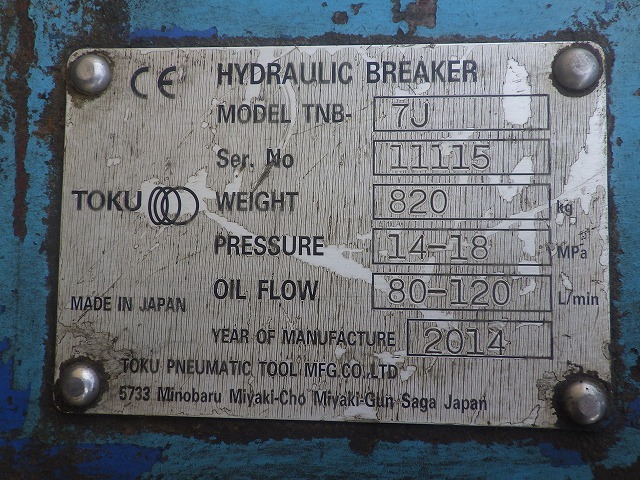 CE HYDRAULIC BREAKER
MODEL TNB- 7J
Ser. No 11115
TOKU WEIGHT 820 kg
PRESSURE 14-18 MPa
OIL FLOW 80-120 L/min
MADE IN JAPAN
YEAR OF MANUFACTURE 2014
TOKU PNEUMATIC TOOL MFG.CO.,LTD
5733 Minobaru Miyaki-Cho Miyaki-Gun Saga Japan